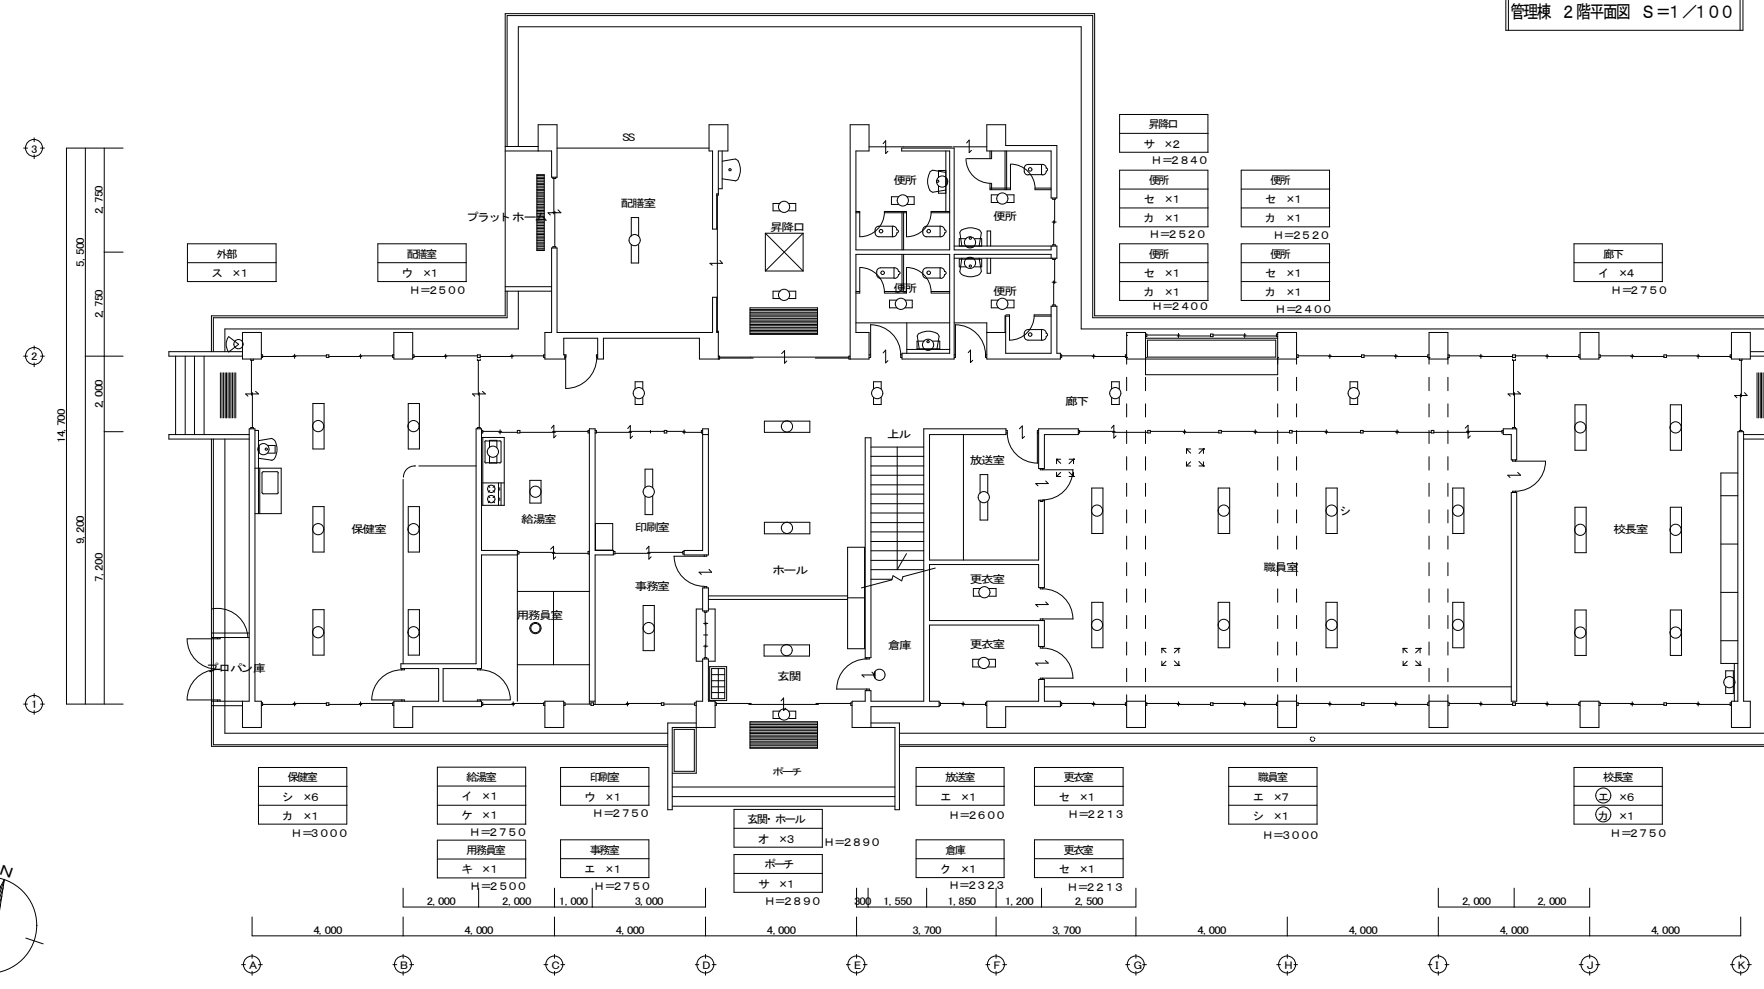 管理棟 2階平面図 S=1/100
昇降口
サ ×2
H=2840
便所
セ ×1
カ ×1
H=2520
便所
セ ×1
カ ×1
H=2520
便所
セ ×1
カ ×1
H=2400
便所
セ ×1
カ ×1
H=2400
廊下
イ ×4
H=2750
外部
ス ×1
配膳室
ウ ×1
H=2500
3
2
1
2,750
5,500
2,750
2,000
14,700
9,200
7,200
SS
配膳室
プラットホーム
昇降口
便所
便所
便所
便所
廊下
上ル
放送室
保健室
給湯室
印刷室
ホール
シ
校長室
職員室
更衣室
事務室
用務員室
倉庫
更衣室
プロパン庫
玄関
ポーチ
保健室
シ ×6
カ ×1
H=3000
給湯室
イ ×1
ケ ×1
H=2750
印刷室
ウ ×1
H=2750
玄関・ホール
オ ×3
H=2890
放送室
エ ×1
H=2600
更衣室
セ ×1
H=2213
職員室
エ ×7
シ ×1
H=3000
校長室
エ ×6
カ ×1
H=2750
用務員室
キ ×1
H=2500
事務室
エ ×1
H=2750
ポーチ
サ ×1
H=2890
倉庫
ク ×1
H=2323
更衣室
セ ×1
H=2213
N
2,000 2,000 1,000 3,000 300 1,550 1,850 1,200 2,500 2,000 2,000
4,000 4,000 4,000 4,000 3,700 3,700 4,000 4,000 4,000 4,000
A B C D E F G H I J K